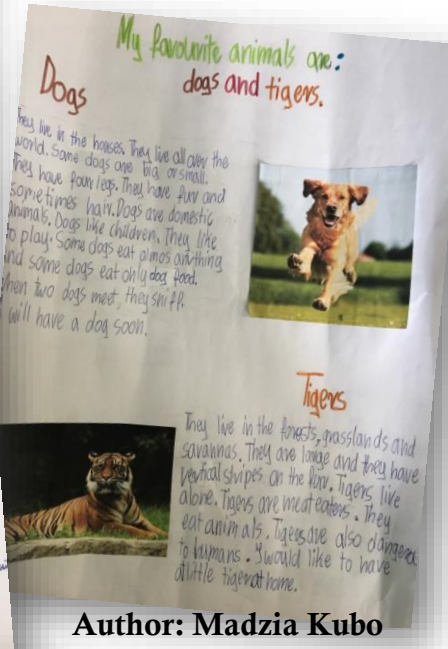 My favourite animals are:
dogs and tigers.
Dogs
They live in the houses. They live all over the
world. Some dogs are big or small.
They have four legs. They have fur and
sometimes hair. Dogs are domestic
animals. Dogs like children. They like
to play. Some dogs eat almos anything
and some dogs eat only dog food.
When two dogs meet, they sniff.
I will have a dog soon.
Tigers
They live in the forests, grasslands and
savannas. They are large and they have
vertical stripes on the furr. Tigers live
alone. Tigers are meat eaters. They
eat animals. Tigers are also dangero
to humans. I would like to have
a little tiger at home.
Author: Madzia Kubo